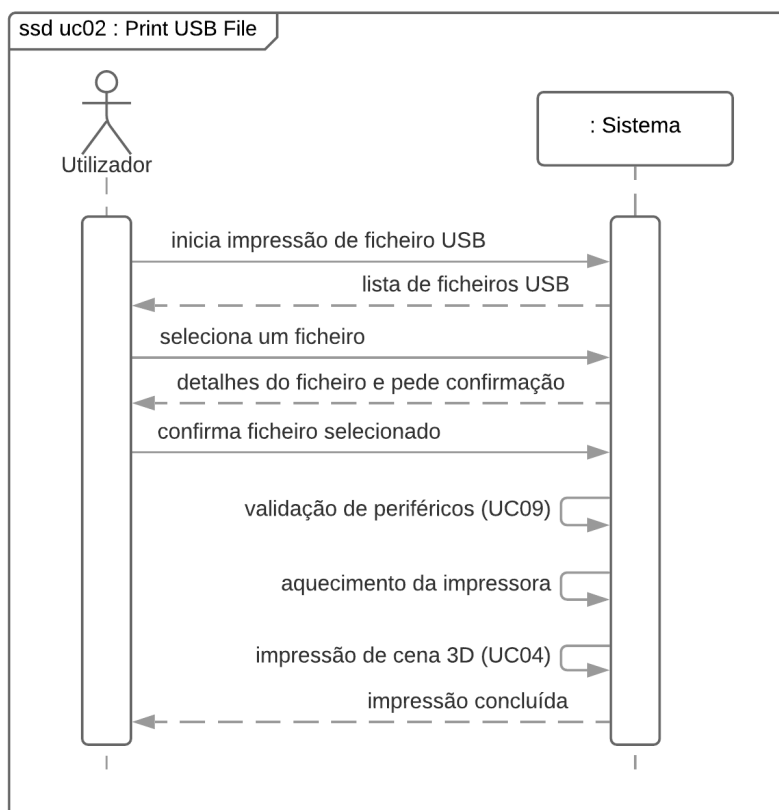 ssd uc02 : Print USB File
Utilizador
: Sistema
inicia impressão de ficheiro USB
lista de ficheiros USB
seleciona um ficheiro
detalhes do ficheiro e pede confirmação
confirma ficheiro selecionado
validação de periféricos (UC09)
aquecimento da impressora
impressão de cena 3D (UC04)
impressão concluída